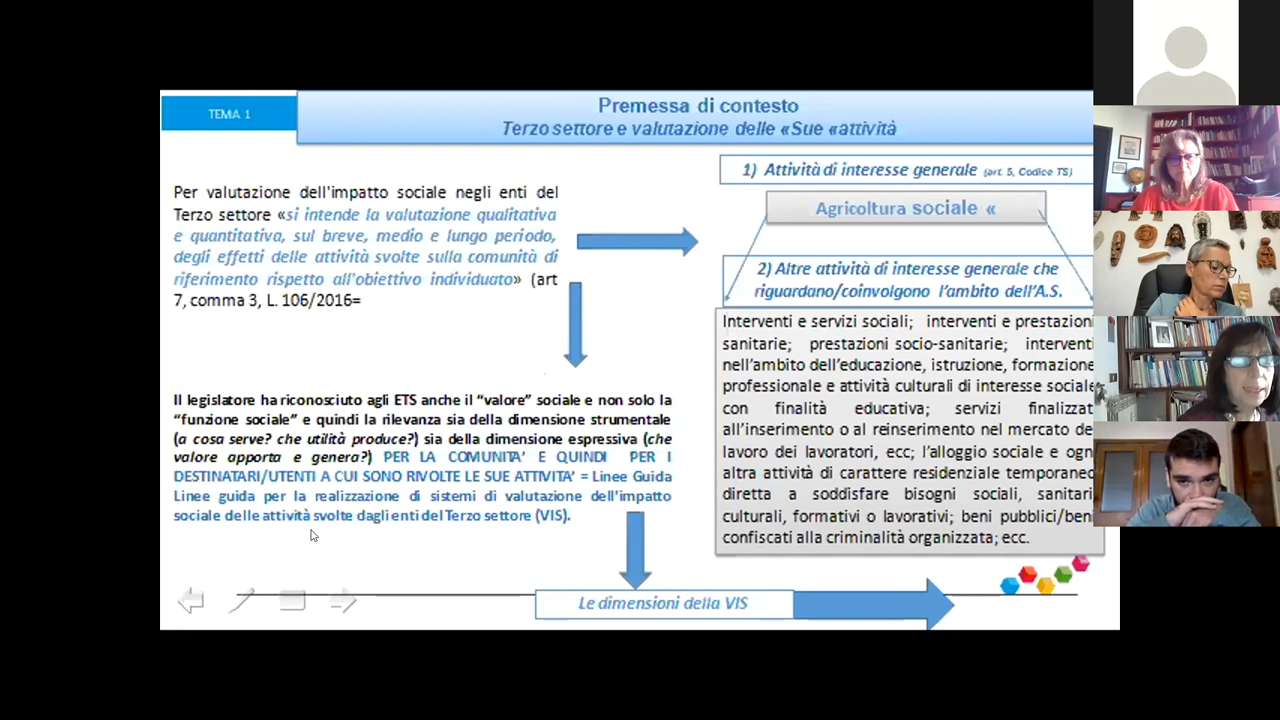 TEMA 1
Premessa di contesto
Terzo settore e valutazione delle «Sue «attività
Per valutazione dell'impatto sociale negli enti del
Terzo settore «si intende la valutazione qualitativa
e quantitativa, sul breve, medio e lungo periodo,
degli effetti delle attività svolte sulla comunità di
riferimento rispetto all'obiettivo individuato» (art
7, comma 3, L. 106/2016=
Il legislatore ha riconosciuto agli ETS anche il “valore” sociale e non solo la
“funzione sociale” e quindi la rilevanza sia della dimensione strumentale
(a cosa serve? che utilità produce?) sia della dimensione espressiva (che
valore apporta e genera?) PER LA COMUNITA’ E QUINDI PER I
DESTINATARI/UTENTI A CUI SONO RIVOLTE LE SUE ATTIVITA’ = Linee Guida
Linee guida per la realizzazione di sistemi di valutazione dell'impatto
sociale delle attività svolte dagli enti del Terzo settore (VIS).
1) Attività di interesse generale (art. 5, Codice TS)
Agricoltura sociale «
2) Altre attività di interesse generale che
riguardano/coinvolgono l’ambito dell’A.S.
Interventi e servizi sociali; interventi e prestazioni
sanitarie; prestazioni socio-sanitarie; interventi
nell’ambito dell’educazione, istruzione, formazione
professionale e attività culturali di interesse sociale
con finalità educativa; servizi finalizzat
all’inserimento o al reinserimento nel mercato de
lavoro dei lavoratori, ecc; l’alloggio sociale e ogn
altra attività di carattere residenziale temporaneo
diretta a soddisfare bisogni sociali, sanitari
culturali, formativi o lavorativi; beni pubblici/beni
confiscati alla criminalità organizzata; ecc.
Le dimensioni della VIS